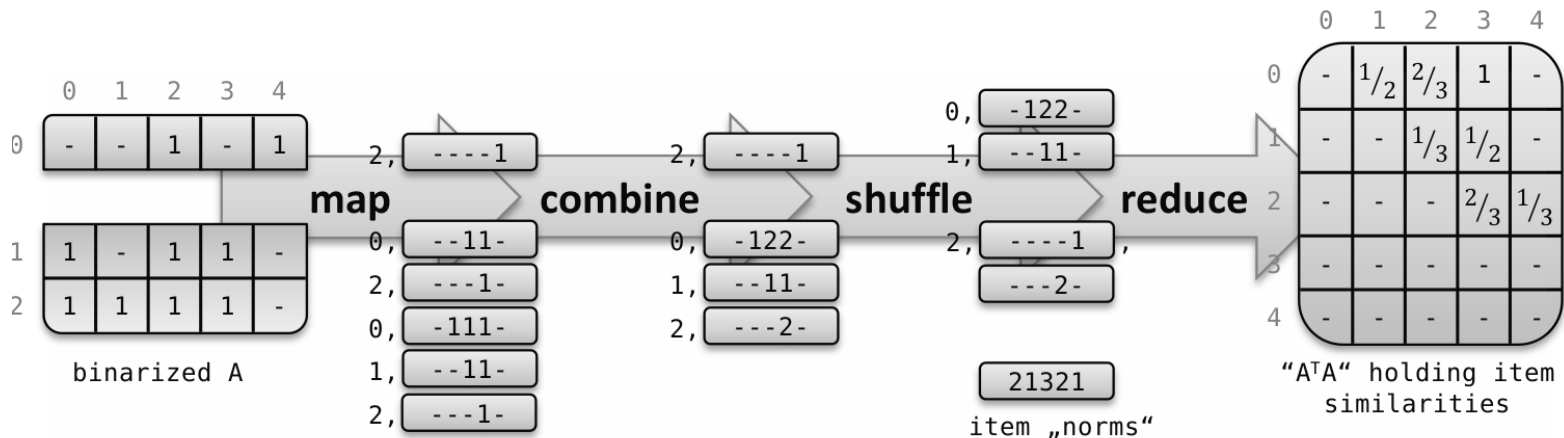 0 1 2 3 4
0 - - 1 - 1
1 1 - 1 1 -
2 1 1 1 1 -
binarized A
map
2, ----1
0, --11-
2, ---1-
0, -111-
1, --11-
2, ---1-
combine
2, ----1
0, -122-
1, --11-
2, ---2-
shuffle
0, -122-
1, --11-
2, ----1 ,
---2-
21321
item „norms“
reduce
0 1 2 3 4
0 - 1/2 2/3 1 -
1 - - 1/3 1/2 -
2 - - - 2/3 1/3
3 - - - - -
4 - - - - -
“AᵀA“ holding item
similarities